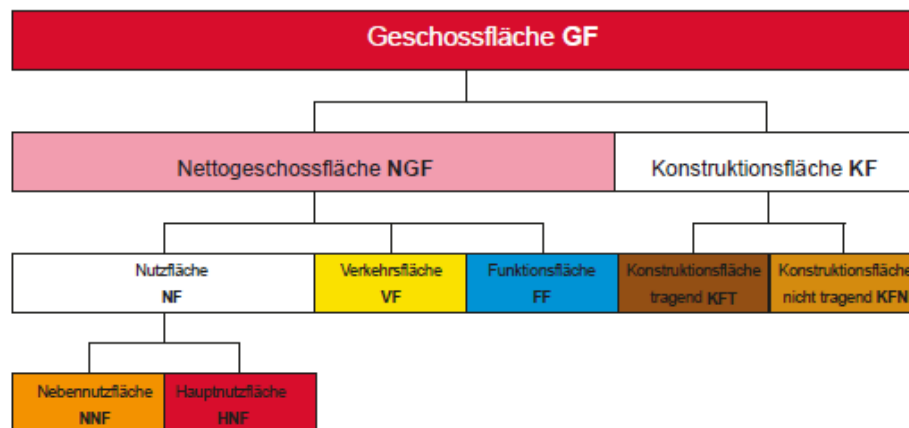 Geschossfläche GF
Nettogeschossfläche NGF
Konstruktionsfläche KF
Nutzfläche
NF
Verkehrsfläche
VF
Funktionsfläche
FF
Konstruktionsfläche
tragend KFT
Konstruktionsfläche
nicht tragend KFN
Nebennutzfläche
NNF
Hauptnutzfläche
HNF